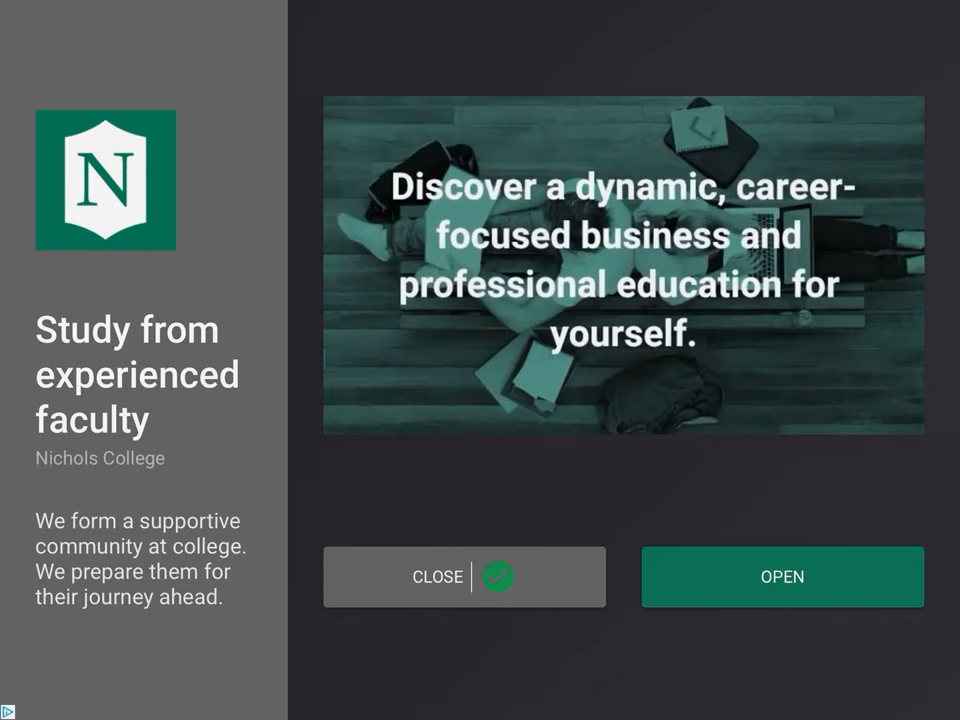 N
Study from
experienced
faculty
Nichols College
We form a supportive
community at college.
We prepare them for
their journey ahead.
Discover a dynamic, career-
focused business and
professional education for
yourself.
CLOSE
OPEN